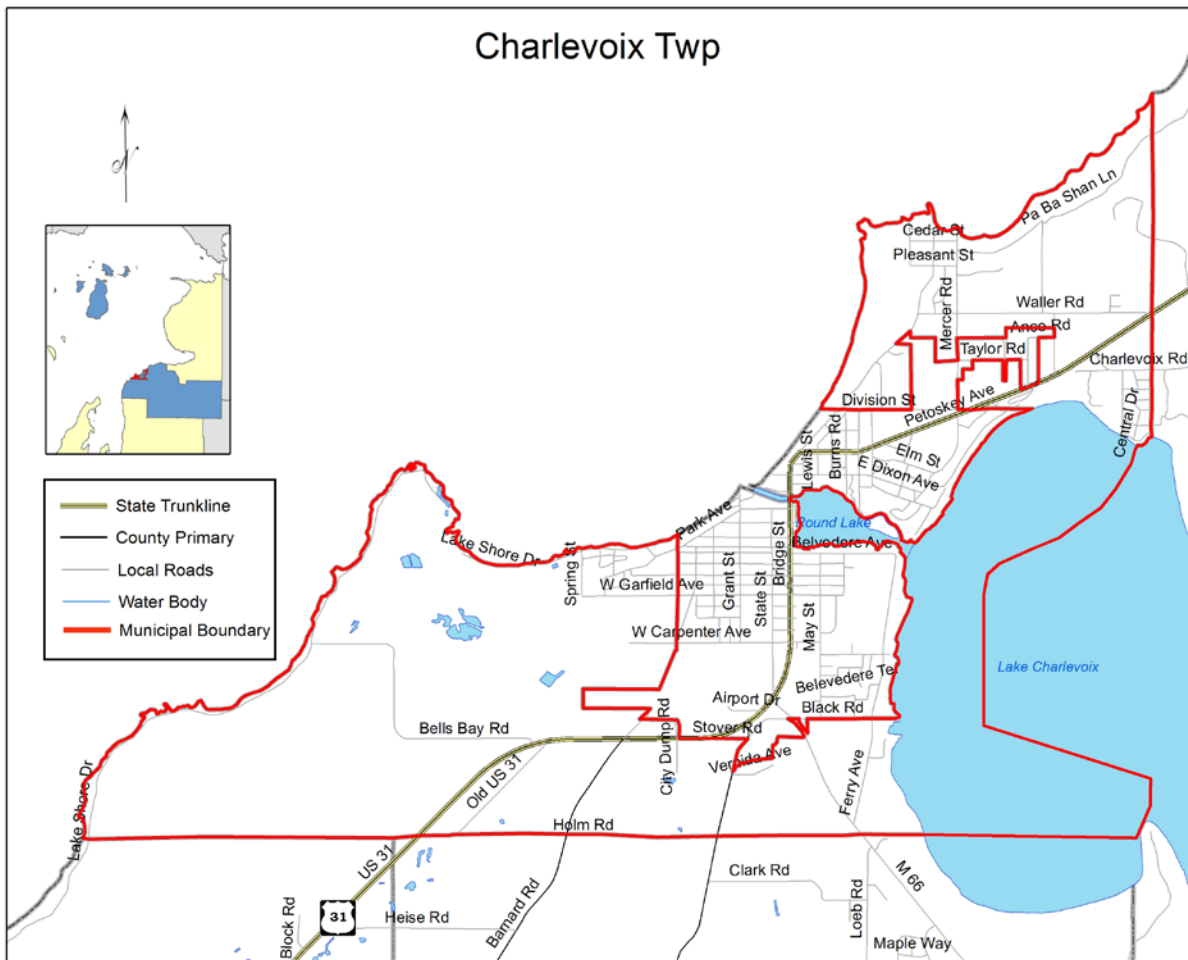 Charlevoix Twp
N
Pa Ba Shan Ln
Cedar St
Pleasant St
Mercer Rd
Waller Rd
Ance Rd
Taylor Rd
Charlevoix Rd
Division St
Petoskey Ave
Central Dr
Lewis St
Burns Rd
Elm St
E Dixon Ave
State Trunkline
County Primary
Local Roads
Water Body
Municipal Boundary
Park Ave
Round Lake
Belvedere Ave
Lake Shore Dr
Spring St
W Garfield Ave
Grant St
State St
Bridge St
May St
W Carpenter Ave
Lake Charlevoix
Belevedere Te.
Airport Dr
Black Rd
City Dump Rd
Stover Rd
Bells Bay Rd
Old US 31
Verpida Ave
Ferry Ave
Lake Shore Dr
Holm Rd
US 31
Clark Rd
M 66
31
Block Rd
Heise Rd
Barnard Rd
Loeb Rd
Maple Way